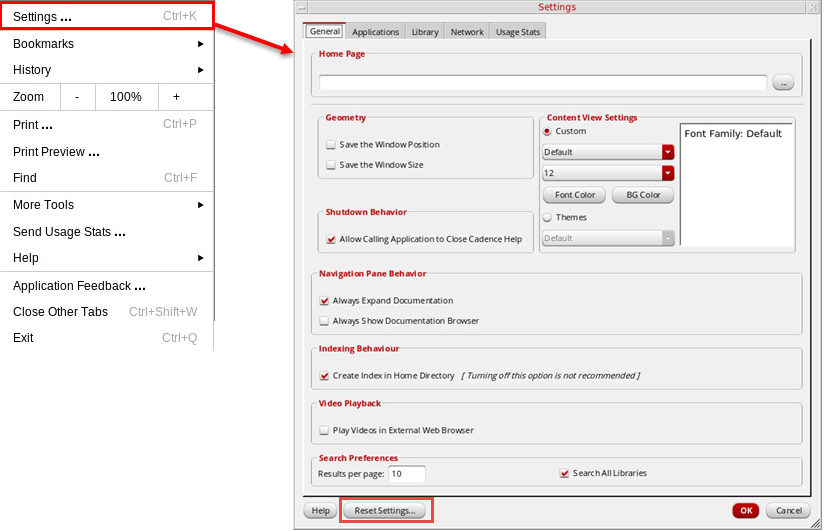 Settings ... Ctrl+K
Bookmarks
History
Zoom - 100% +
Print ... Ctrl+P
Print Preview ...
Find Ctrl+F
More Tools
Send Usage Stats ...
Help
Application Feedback ...
Close Other Tabs Ctrl+Shift+W
Exit Ctrl+Q
Settings
General Applications Library Network Usage Stats
Home Page
...
Geometry
Save the Window Position
Save the Window Size
Content View Settings
Custom
Default
12
Font Color BG Color
Themes
Default
Font Family: Default
Shutdown Behavior
Allow Calling Application to Close Cadence Help
Navigation Pane Behavior
Always Expand Documentation
Always Show Documentation Browser
Indexing Behaviour
Create Index in Home Directory [ Turning off this option is not recommended ]
Video Playback
Play Videos in External Web Browser
Search Preferences
Results per page: 10 Search All Libraries
Help Reset Settings... OK Cancel